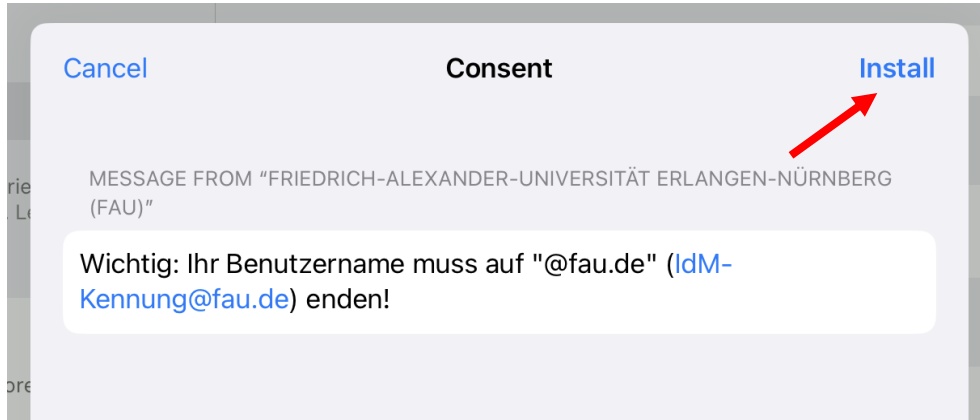 Cancel Consent Install
MESSAGE FROM “FRIEDRICH-ALEXANDER-UNIVERSITÄT ERLANGEN-NÜRNBERG
(FAU)”
Wichtig: Ihr Benutzername muss auf "@fau.de" (IdM-
Kennung@fau.de) enden!